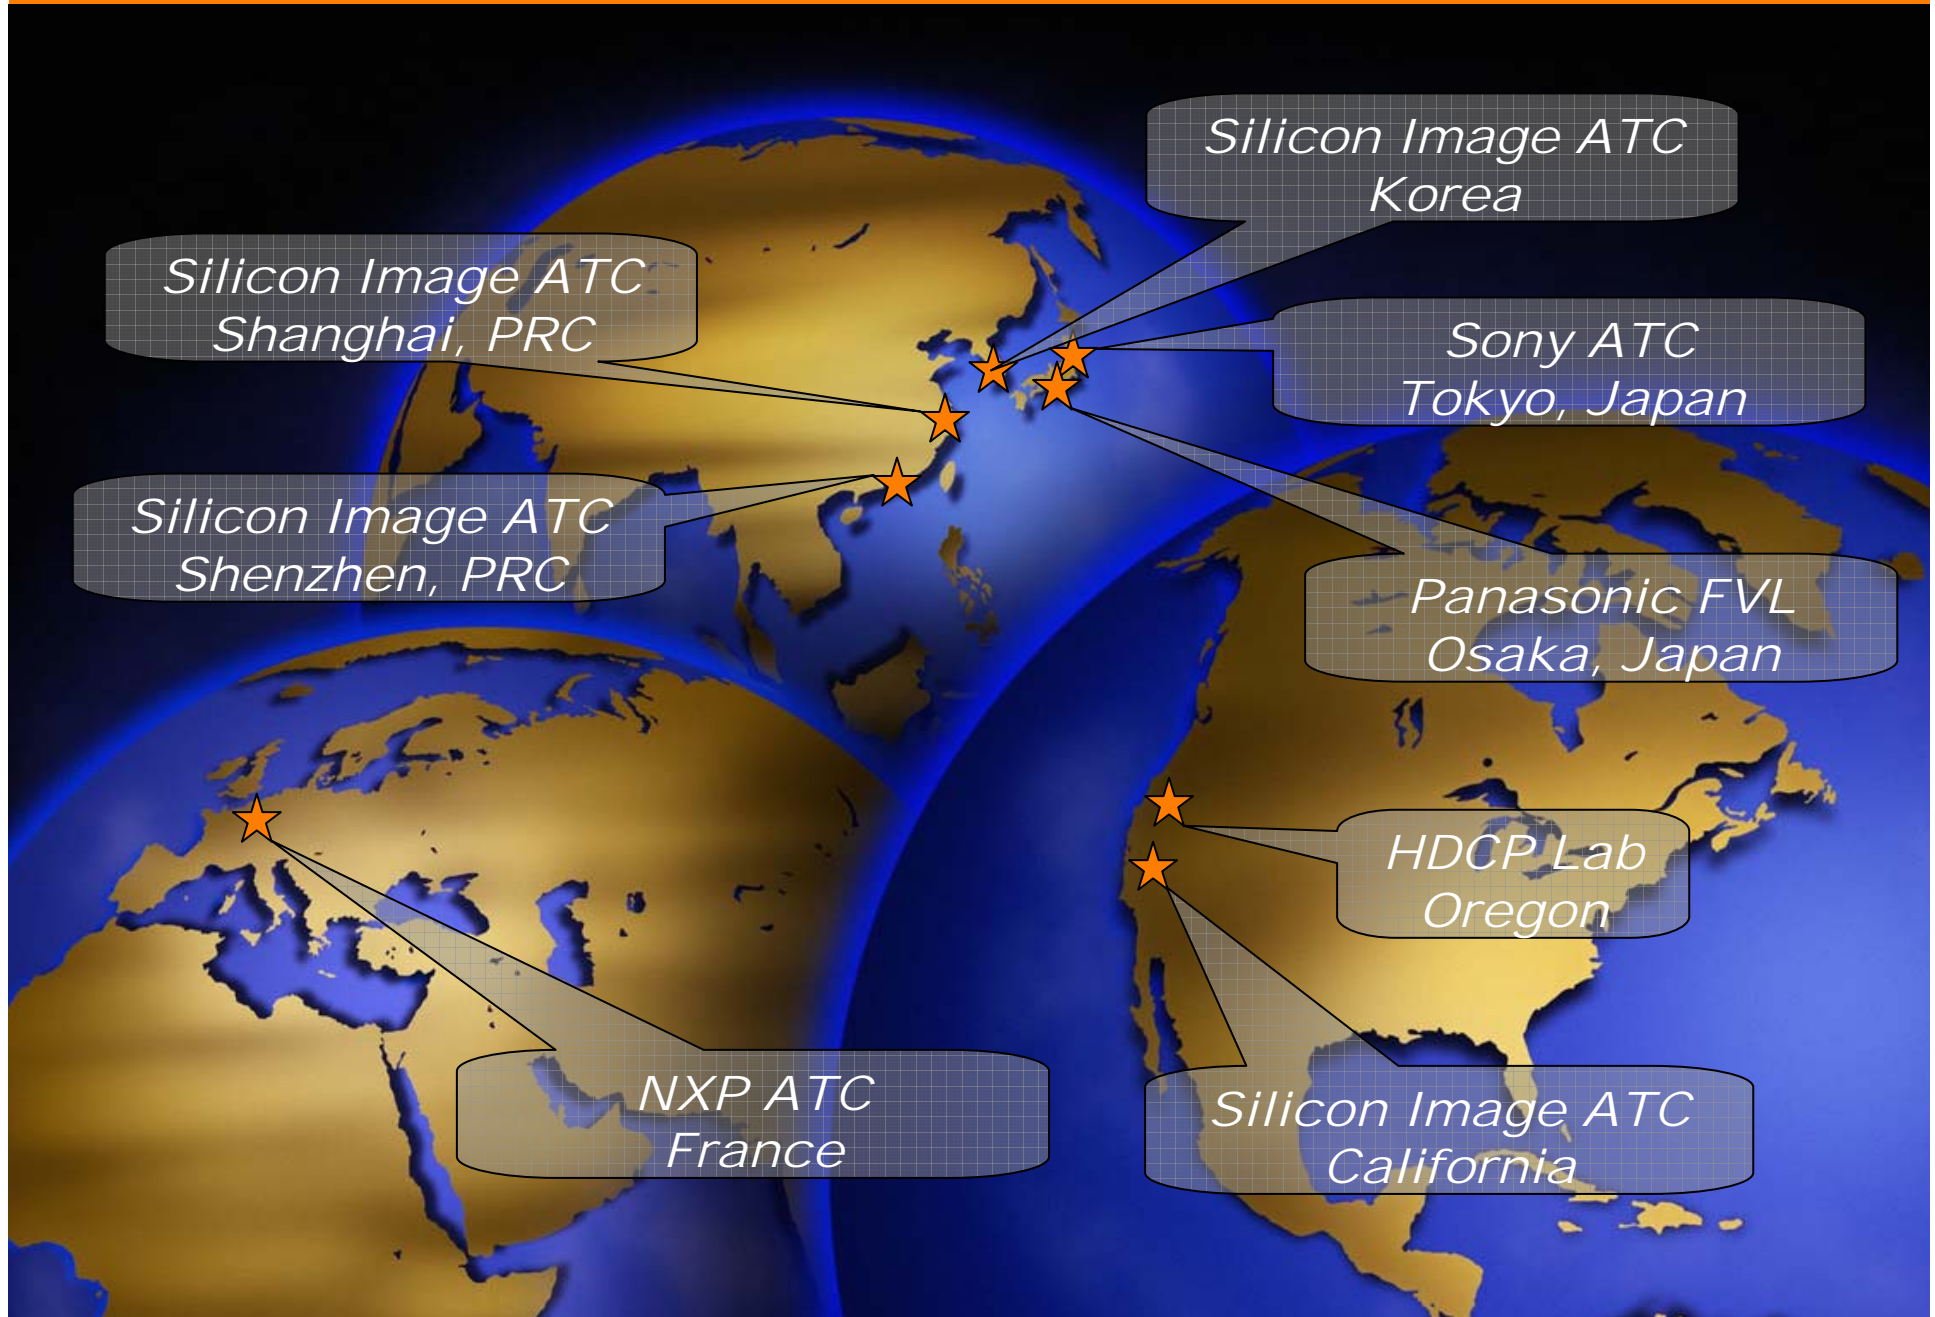 Silicon Image ATC
Korea
Silicon Image ATC
Shanghai, PRC
Sony ATC
Tokyo, Japan
Silicon Image ATC
Shenzhen, PRC
Panasonic FVL
Osaka, Japan
HDCP Lab
Oregon
NXP ATC
France
Silicon Image ATC
California